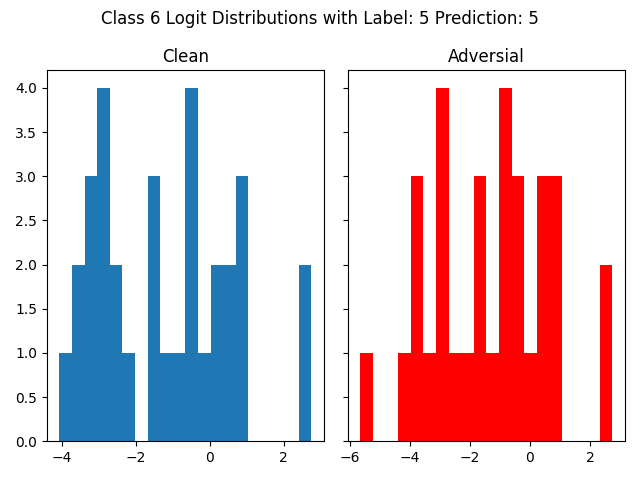 Class 6 Logit Distributions with Label: 5 Prediction: 5
Clean
Adversial
4.0
3.5
3.0
2.5
2.0
1.5
1.0
0.5
0.0
−4 −2 0 2
−6 −4 −2 0 2